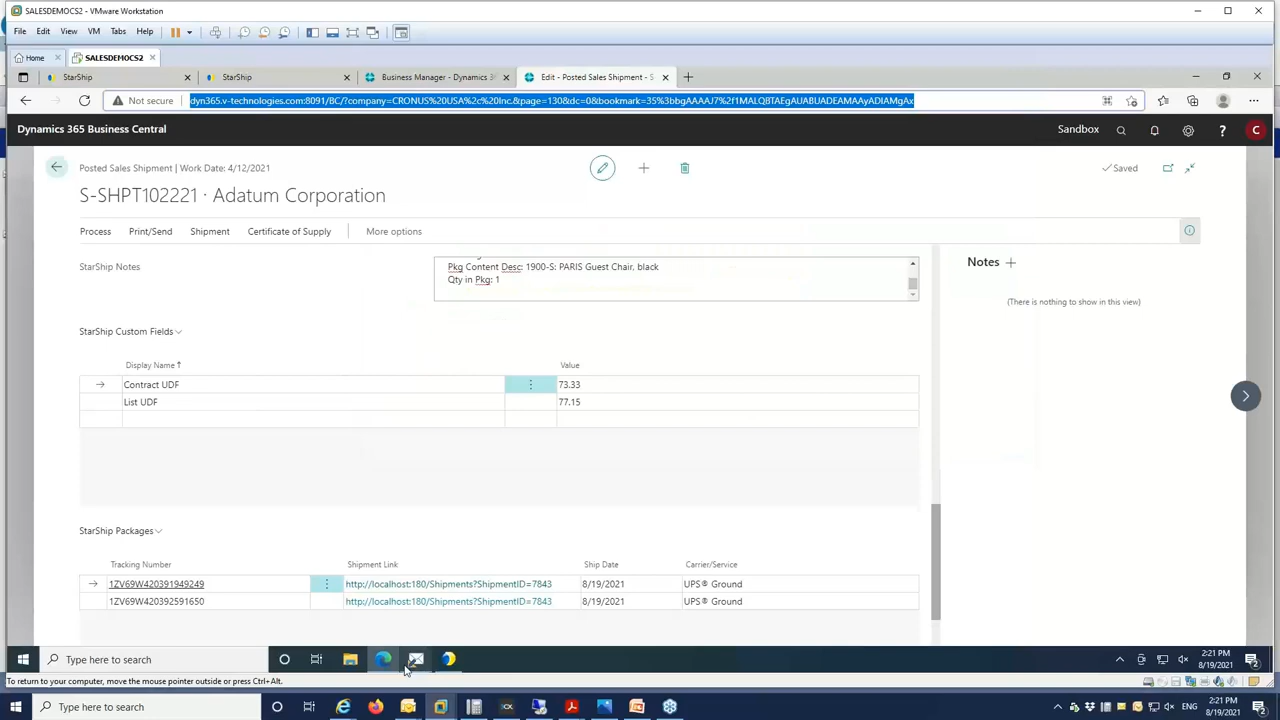 SALESDEMOCS2 - VMware Workstation
File Edit View VM Tabs Help
Home SALESDEMOCS2
StarShip StarShip Business Manager - Dynamics 3 Edit - Posted Sales Shipment - S
Not secure dyn365.v-technologies.com:8091/BC/?company=CRONUS%20USA%2c%20Inc.&page=130&dc=0&bookmark=35%3bbgAAAAJ7%2f1MALQBTAEgAUABUADEAMAAyADIAMgAx
Dynamics 365 Business Central Sandbox ? C
Posted Sales Shipment | Work Date: 4/12/2021 Saved
S-SHPT102221 · Adatum Corporation
Process Print/Send Shipment Certificate of Supply More options
StarShip Notes
Pkg Content Desc: 1900-S: PARIS Guest Chair, black
Qty in Pkg: 1
Notes
(There is nothing to show in this view)
StarShip Custom Fields
Display Name Value
Contract UDF 73.33
List UDF 77.15
StarShip Packages
Tracking Number Shipment Link Ship Date Carrier/Service
1ZV69W420391949249 http://localhost:180/Shipments?ShipmentID=7843 8/19/2021 UPS® Ground
1ZV69W420392591650 http://localhost:180/Shipments?ShipmentID=7843 8/19/2021 UPS® Ground
Type here to search 2:21 PM
8/19/2021 2
To return to your computer, move the mouse pointer outside or press Ctrl+Alt.
Type here to search ENG 2:21 PM
8/19/2021 2